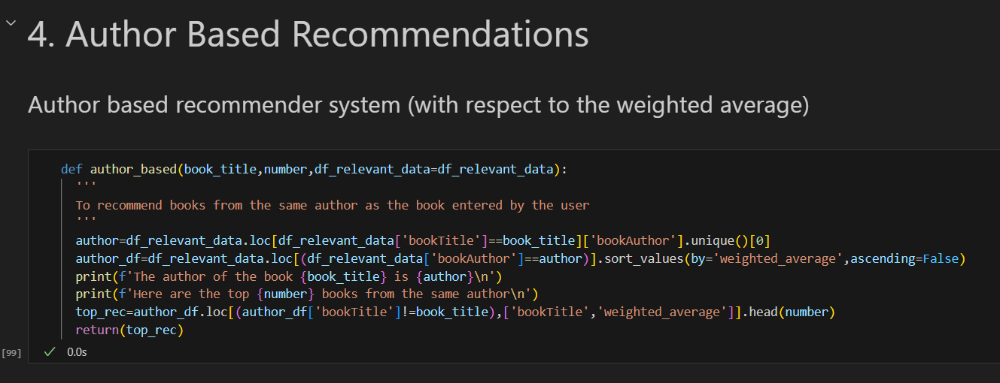 4. Author Based Recommendations
Author based recommender system (with respect to the weighted average)
def author_based(book_title,number,df_relevant_data=df_relevant_data):
'''
To recommend books from the same author as the book entered by the user
'''
author=df_relevant_data.loc[df_relevant_data['bookTitle']==book_title]['bookAuthor'].unique()[0]
author_df=df_relevant_data.loc[(df_relevant_data['bookAuthor']==author)].sort_values(by='weighted_average',ascending=False)
print(f'The author of the book {book_title} is {author}\n')
print(f'Here are the top {number} books from the same author\n')
top_rec=author_df.loc[(author_df['bookTitle']!=book_title),['bookTitle','weighted_average']].head(number)
return(top_rec)
[99] 0.0s